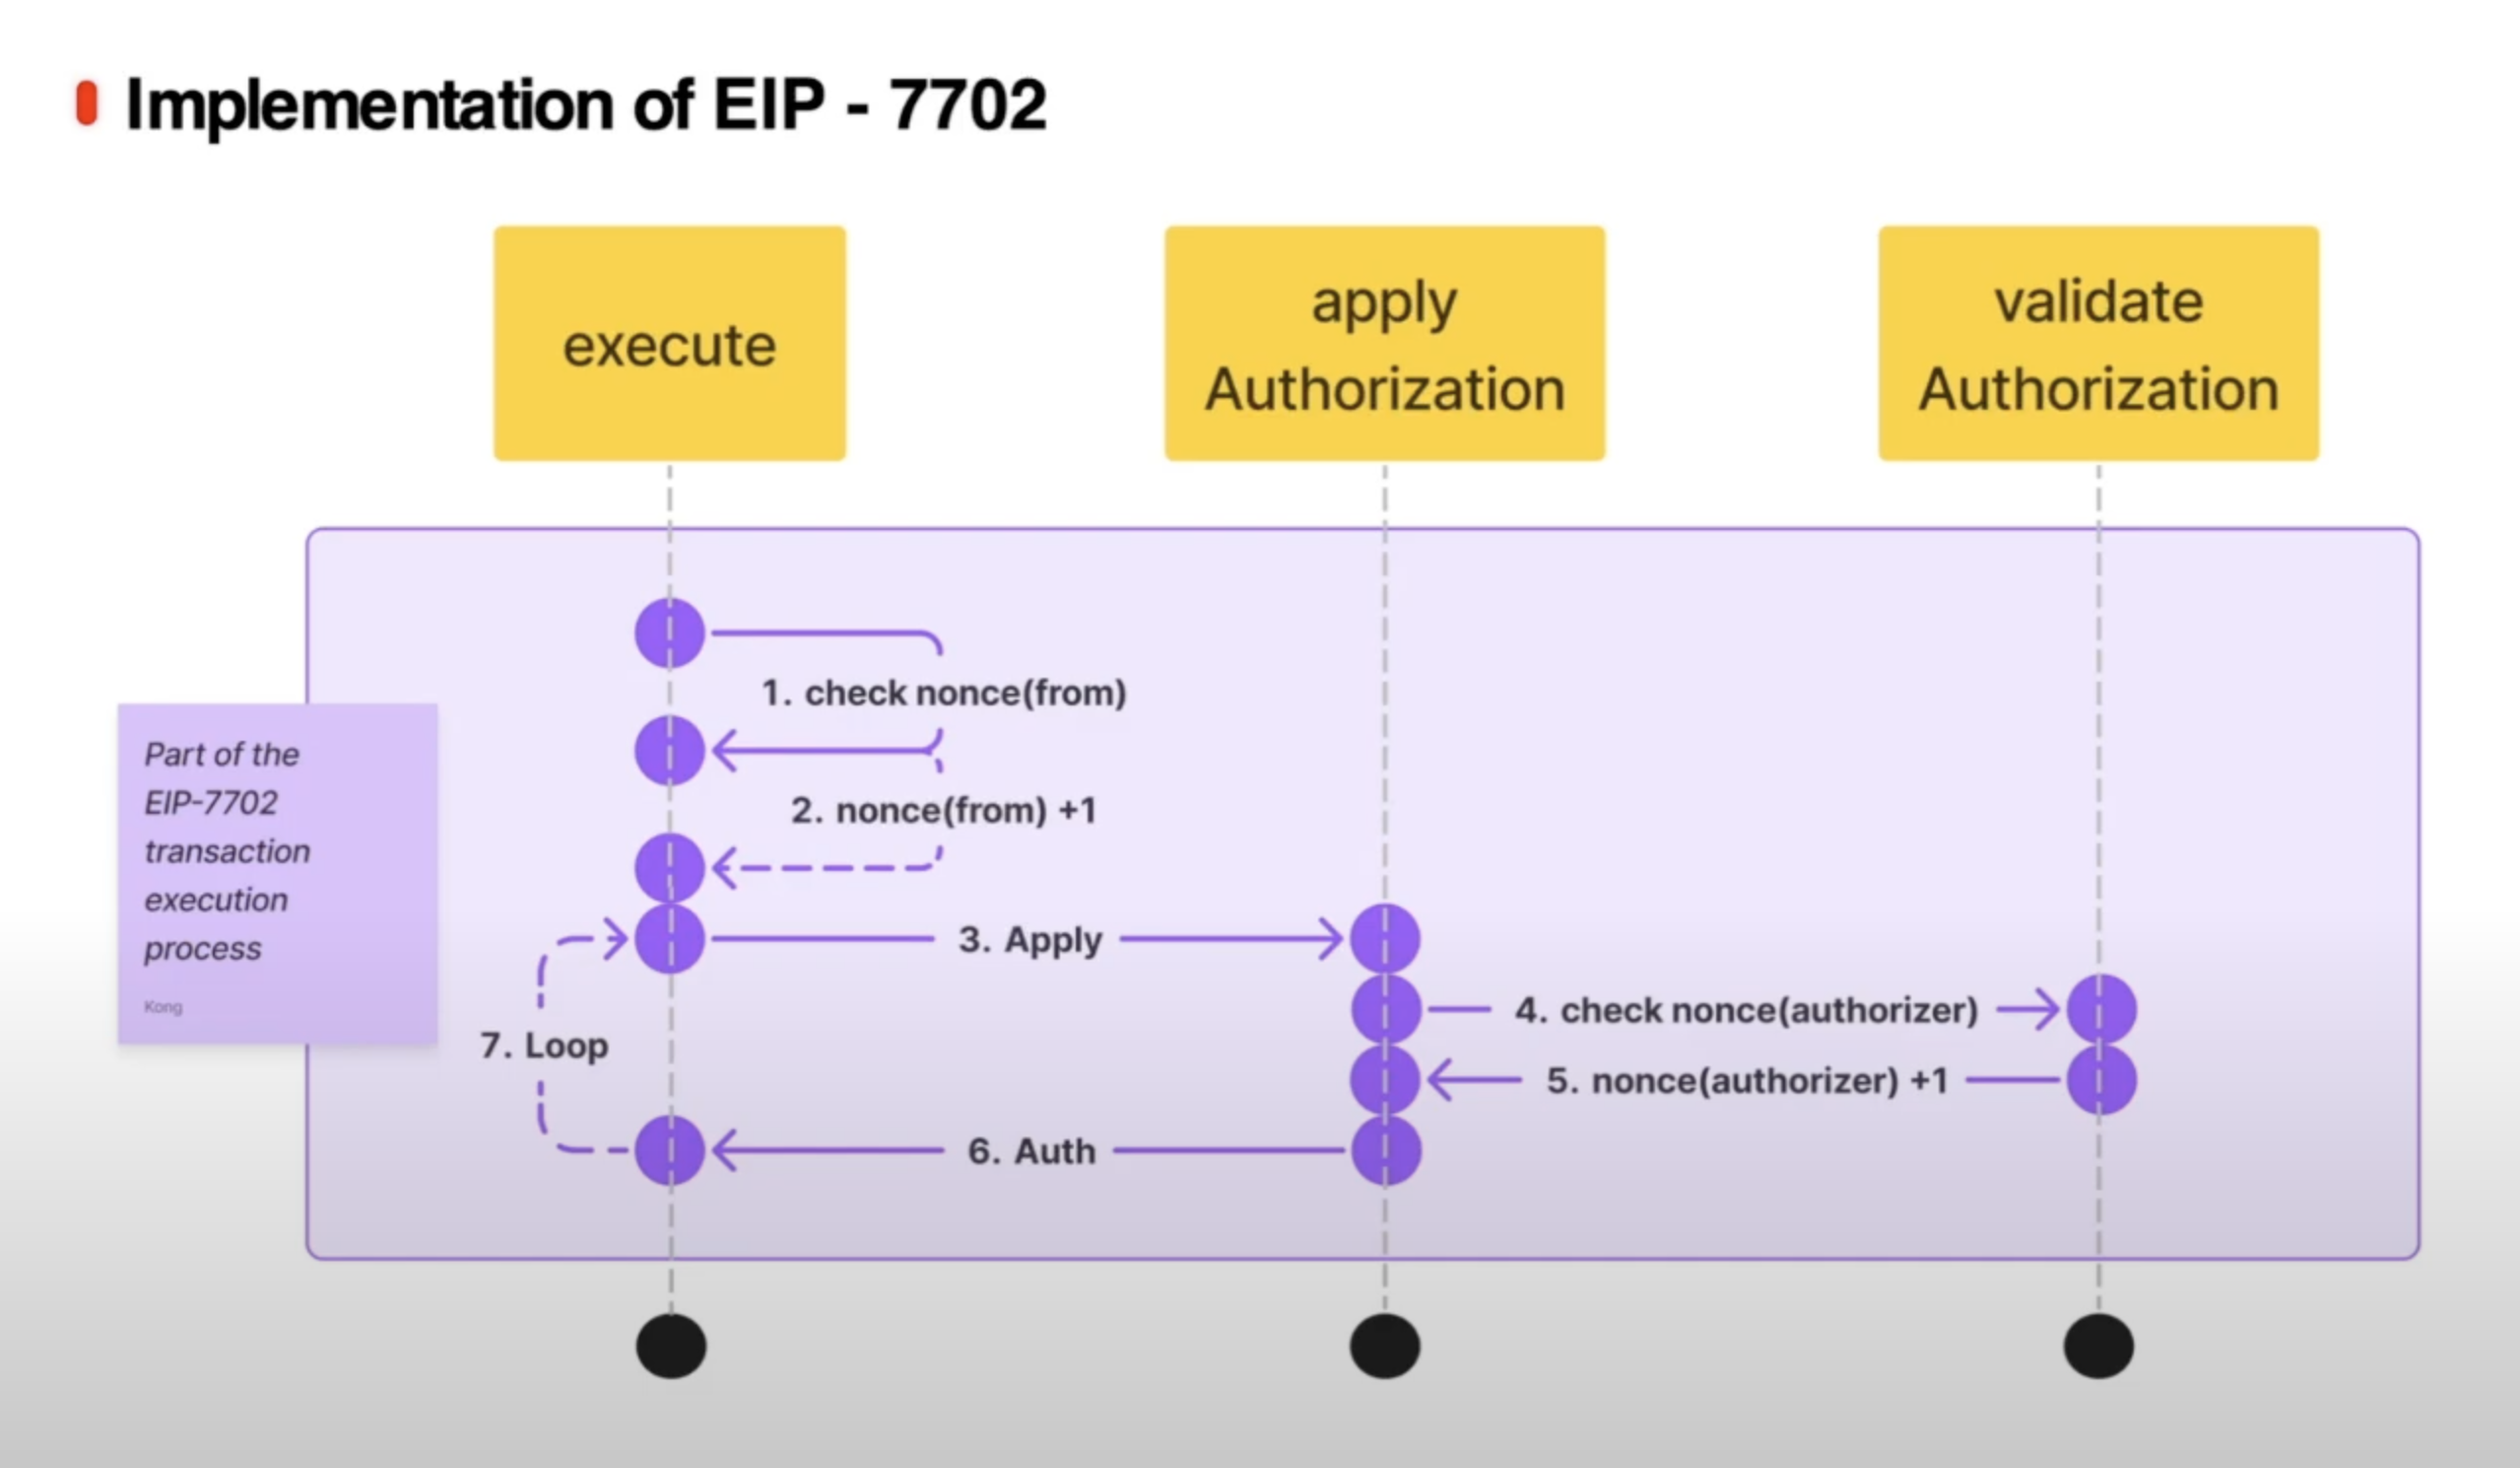 Implementation of EIP - 7702
execute
apply
Authorization
validate
Authorization
1. check nonce(from)
2. nonce(from) +1
3. Apply
4. check nonce(authorizer)
5. nonce(authorizer) +1
6. Auth
7. Loop
Part of the
EIP-7702
transaction
execution
process
Kong